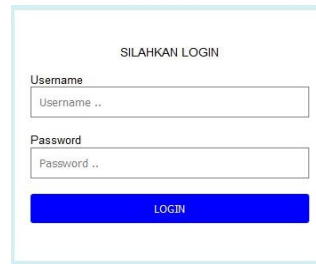 SILAHKAN LOGIN
Username
Username ..
Password
Password ..
LOGIN